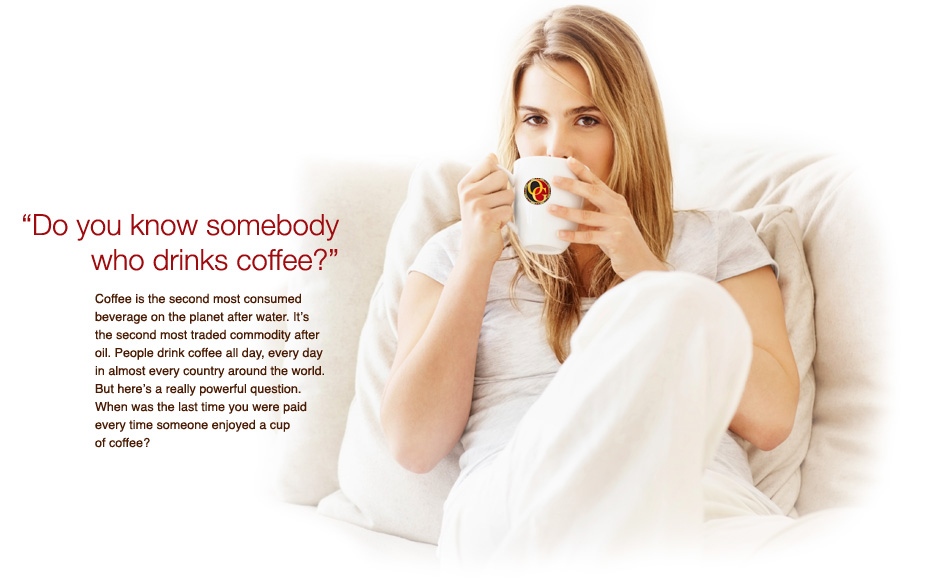 “Do you know somebody
who drinks coffee?”
Coffee is the second most consumed
beverage on the planet after water. It’s
the second most traded commodity after
oil. People drink coffee all day, every day
in almost every country around the world.
But here’s a really powerful question.
When was the last time you were paid
every time someone enjoyed a cup
of coffee?